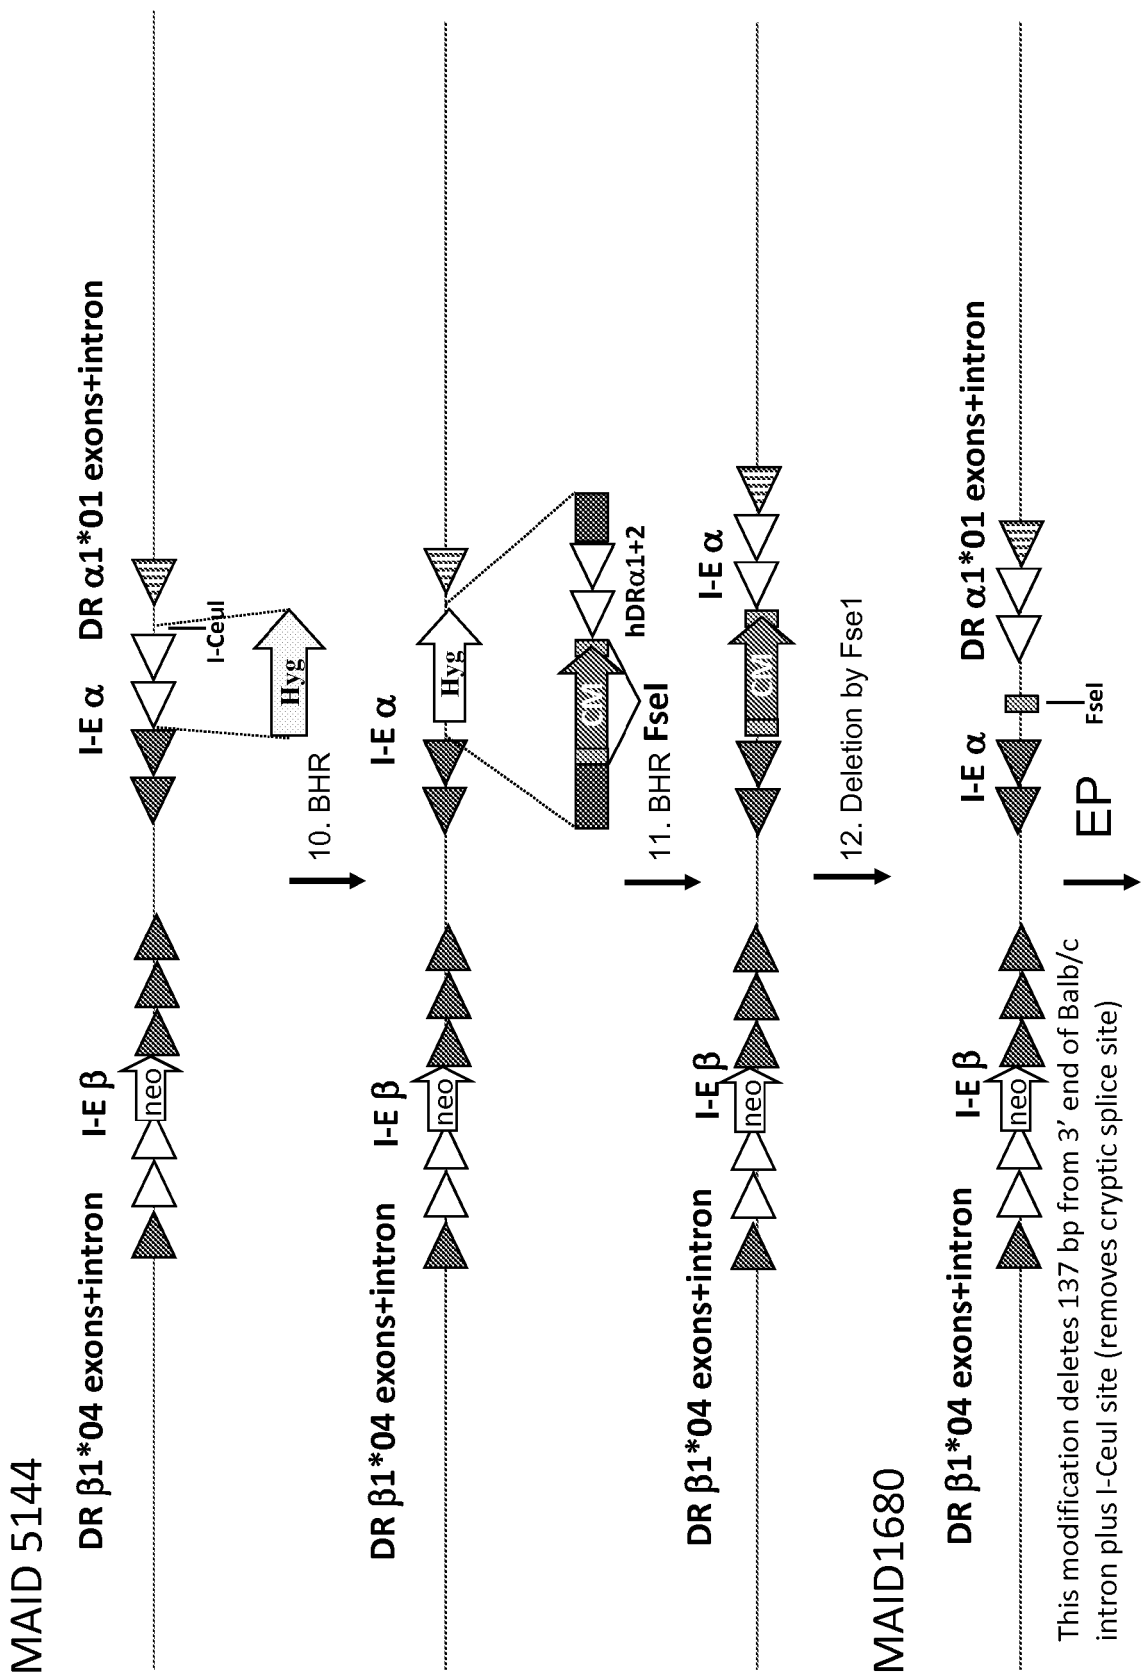 MAID 5144
DR β1*04 exons+intron
I-E β
I-E α
DR α1*01 exons+intron
neo
I-CeuI
Hyg
10. BHR
DR β1*04 exons+intron
I-E β
I-E α
neo
Hyg
CM
hDRα1+2
FseI
11. BHR
DR β1*04 exons+intron
I-E β
I-E α
neo
CM
12. Deletion by Fse1
MAID1680
DR β1*04 exons+intron
I-E β
I-E α
DR α1*01 exons+intron
neo
FseI
EP
This modification deletes 137 bp from 3’ end of Balb/c
intron plus I-CeuI site (removes cryptic splice site)